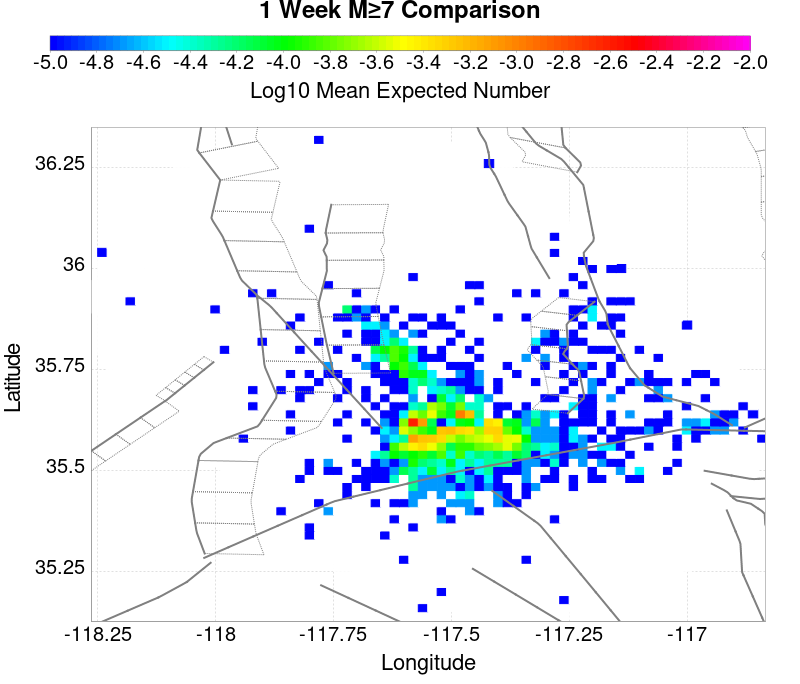 1 Week M≥7 Comparison
-5.0 -4.8 -4.6 -4.4 -4.2 -4.0 -3.8 -3.6 -3.4 -3.2 -3.0 -2.8 -2.6 -2.4 -2.2 -2.0
Log10 Mean Expected Number
36.25
36
35.75
Latitude
35.5
35.25
-118.25 -118 -117.75 -117.5 -117.25 -117
Longitude